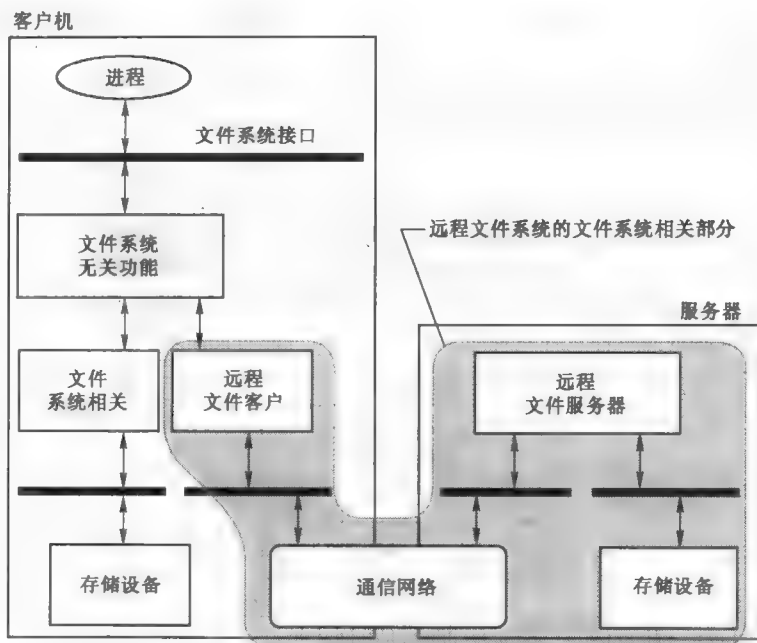 客户机
进程
文件系统接口
文件系统
无关功能
远程文件系统的文件系统相关部分
服务器
文件
系统相关
远程
文件客户
远程
文件服务器
存储设备
通信网络
存储设备